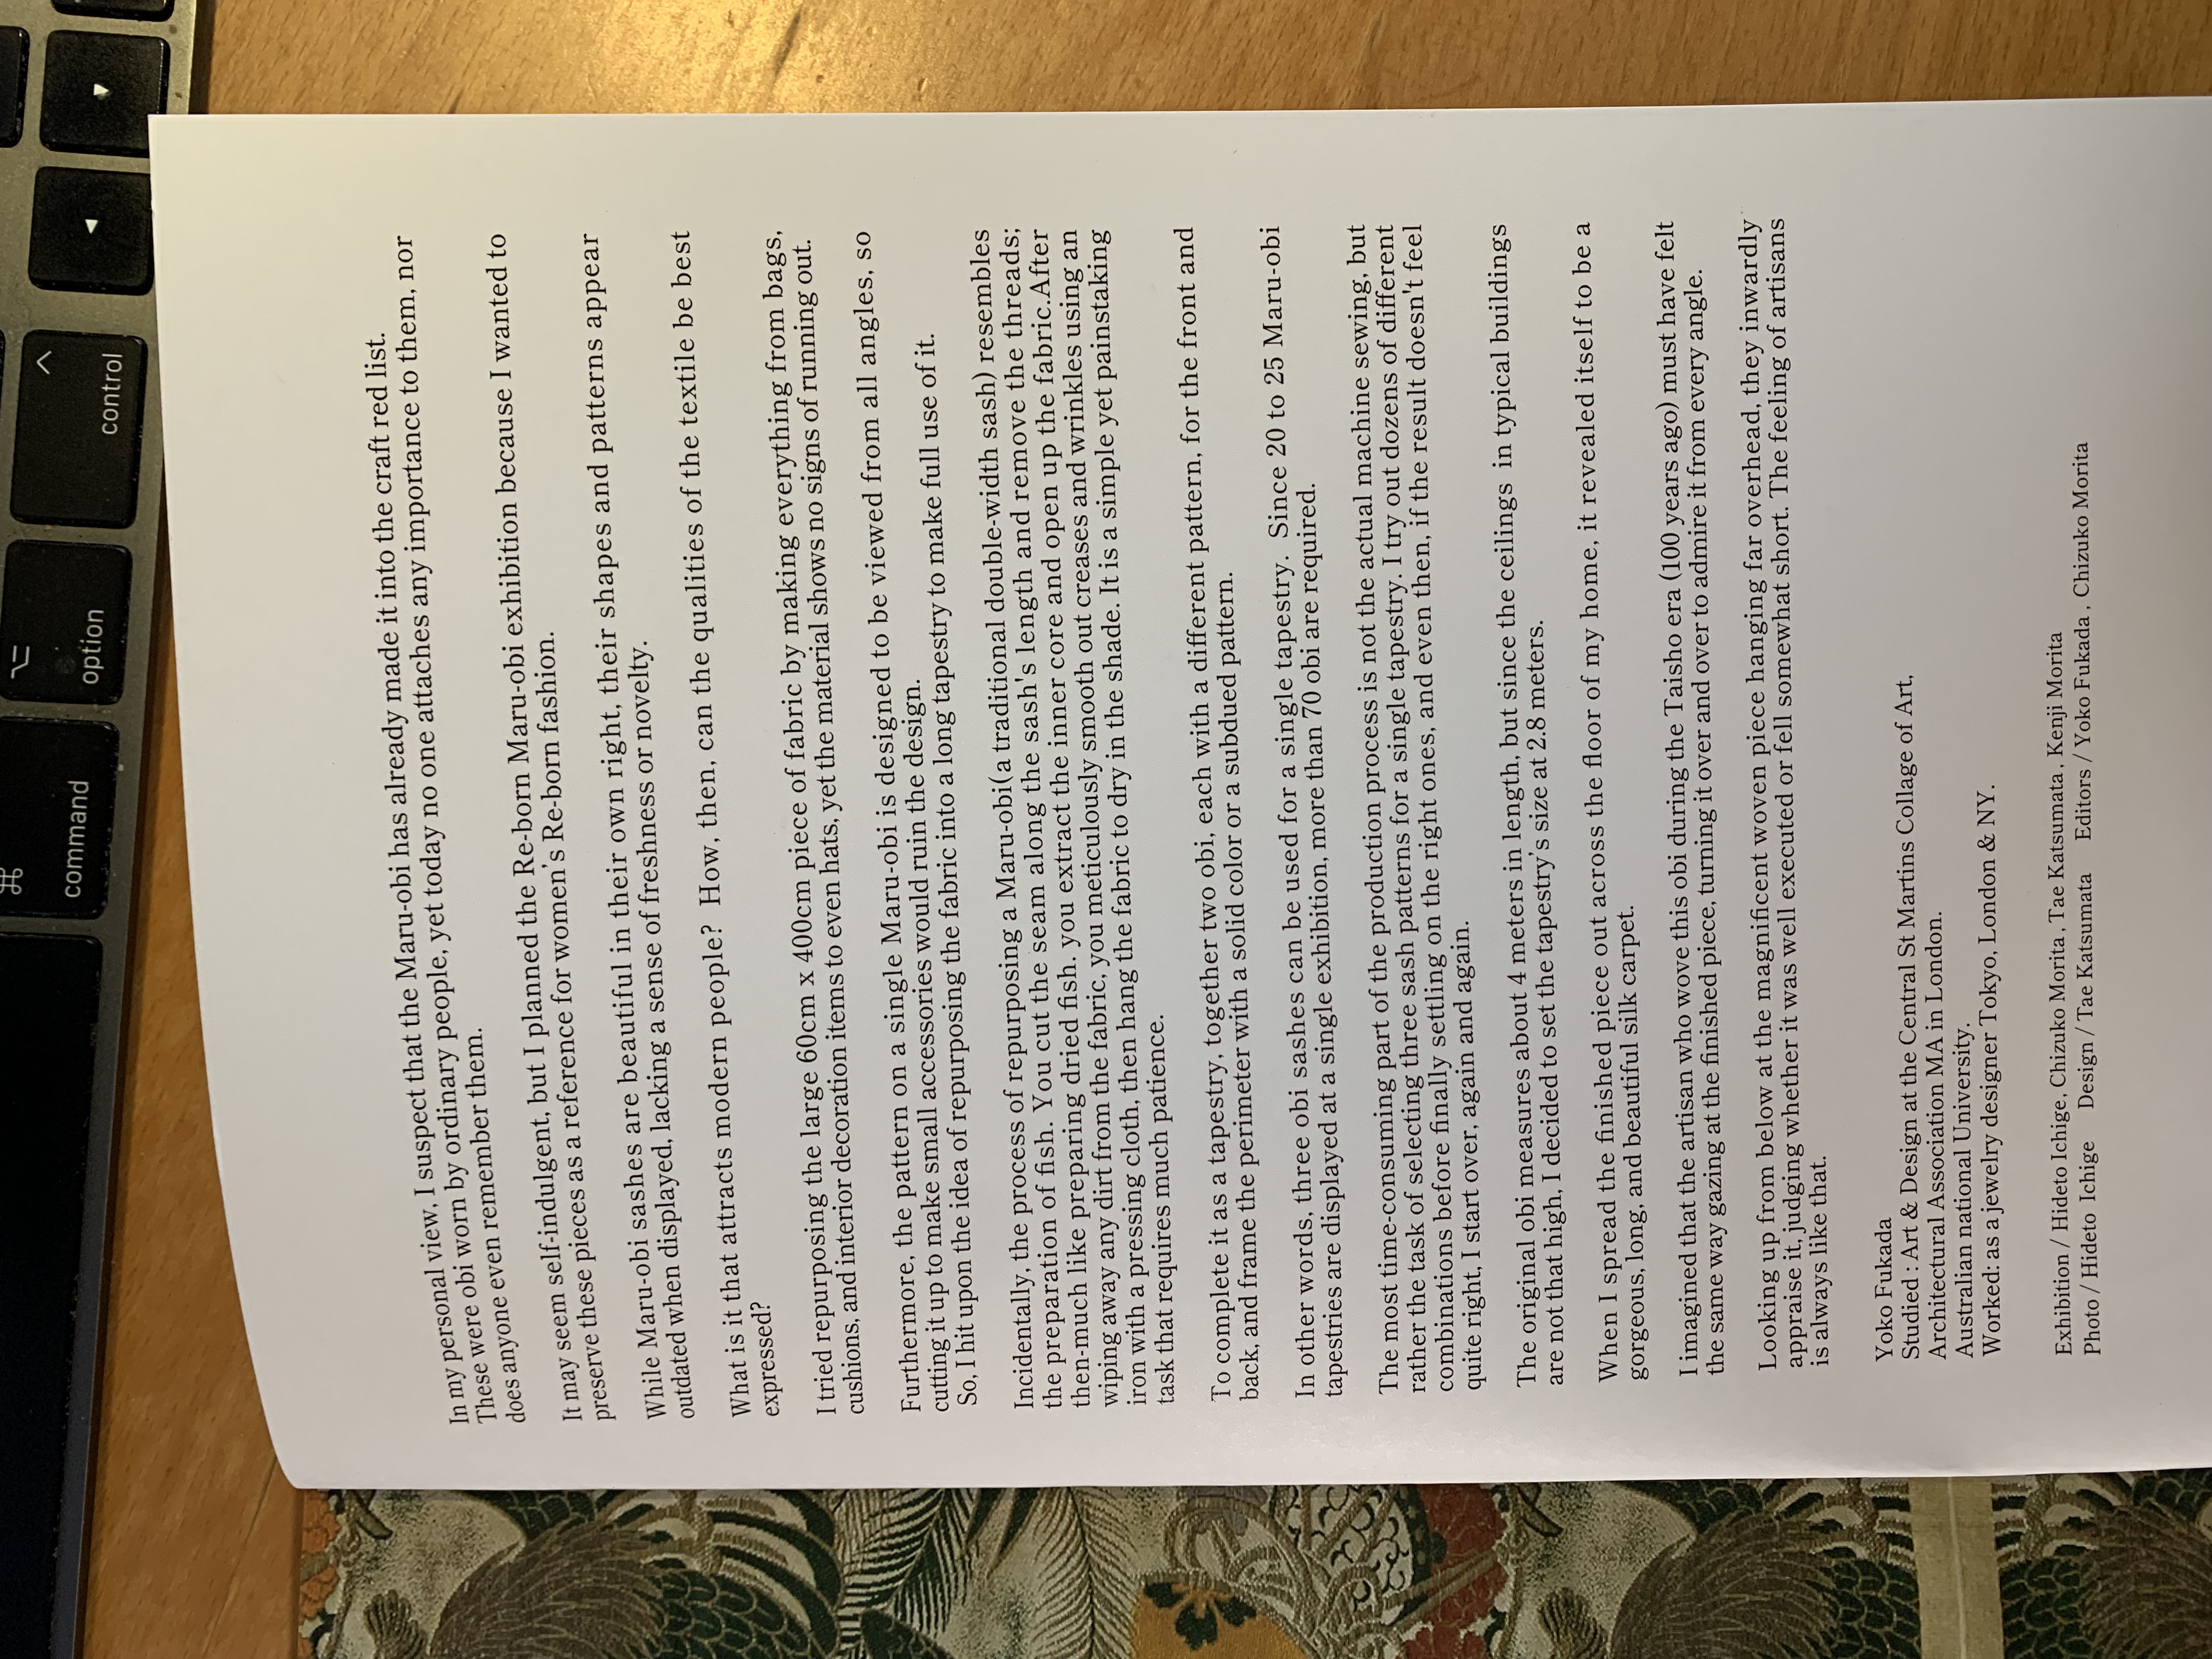 ⌘
command
⌥
option
^
control
◀
▼
In my personal view, I suspect that the Maru-obi has already made it into the craft red list.
These were obi worn by ordinary people, yet today no one attaches any importance to them, nor
does anyone even remember them.
It may seem self-indulgent, but I planned the Re-born Maru-obi exhibition because I wanted to
preserve these pieces as a reference for women's Re-born fashion.
While Maru-obi sashes are beautiful in their own right, their shapes and patterns appear
outdated when displayed, lacking a sense of freshness or novelty.
What is it that attracts modern people?  How, then, can the qualities of the textile be best
expressed?
I tried repurposing the large 60cm x 400cm piece of fabric by making everything from bags,
cushions, and interior decoration items to even hats, yet the material shows no signs of running out.
Furthermore, the pattern on a single Maru-obi is designed to be viewed from all angles, so
cutting it up to make small accessories would ruin the design.
So, I hit upon the idea of repurposing the fabric into a long tapestry to make full use of it.
Incidentally, the process of repurposing a Maru-obi(a traditional double-width sash) resembles
the preparation of fish. You cut the seam along the sash's length and remove the threads;
then-much like preparing dried fish. you extract the inner core and open up the fabric.After
wiping away any dirt from the fabric, you meticulously smooth out creases and wrinkles using an
iron with a pressing cloth, then hang the fabric to dry in the shade. It is a simple yet painstaking
task that requires much patience.
To complete it as a tapestry, together two obi, each with a different pattern, for the front and
back, and frame the perimeter with a solid color or a subdued pattern.
In other words, three obi sashes can be used for a single tapestry.  Since 20 to 25 Maru-obi
tapestries are displayed at a single exhibition, more than 70 obi are required.
The most time-consuming part of the production process is not the actual machine sewing, but
rather the task of selecting three sash patterns for a single tapestry. I try out dozens of different
combinations before finally settling on the right ones, and even then, if the result doesn't feel
quite right, I start over, again and again.
The original obi measures about 4 meters in length, but since the ceilings  in typical buildings
are not that high, I decided to set the tapestry's size at 2.8 meters.
When I spread the finished piece out across the floor of my home, it revealed itself to be a
gorgeous, long, and beautiful silk carpet.
I imagined that the artisan who wove this obi during the Taisho era (100 years ago) must have felt
the same way gazing at the finished piece, turning it over and over to admire it from every angle.
Looking up from below at the magnificent woven piece hanging far overhead, they inwardly
appraise it, judging whether it was well executed or fell somewhat short. The feeling of artisans
is always like that.
Yoko Fukada
Studied : Art & Design at the Central St Martins Collage of Art,
Architectural Association MA in London.
Australian national University.
Worked: as a jewelry designer Tokyo, London & NY.
Exhibition / Hideto Ichige, Chizuko Morita , Tae Katsumata , Kenji Morita
Photo / Hideto  Ichige    Design / Tae Katsumata    Editors / Yoko Fukada , Chizuko Morita